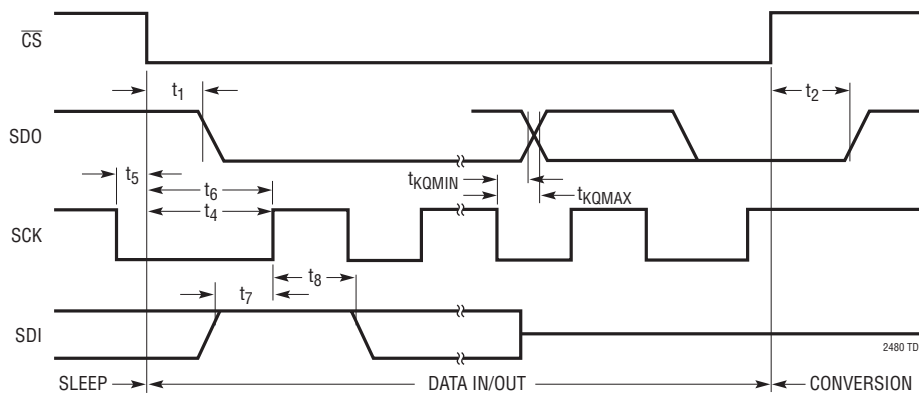 C̅S̅
t1
t2
SDO
t5
t6
tKQMIN
t4
tKQMAX
SCK
t8
t7
SDI
2480 TD
SLEEP
DATA IN/OUT
CONVERSION